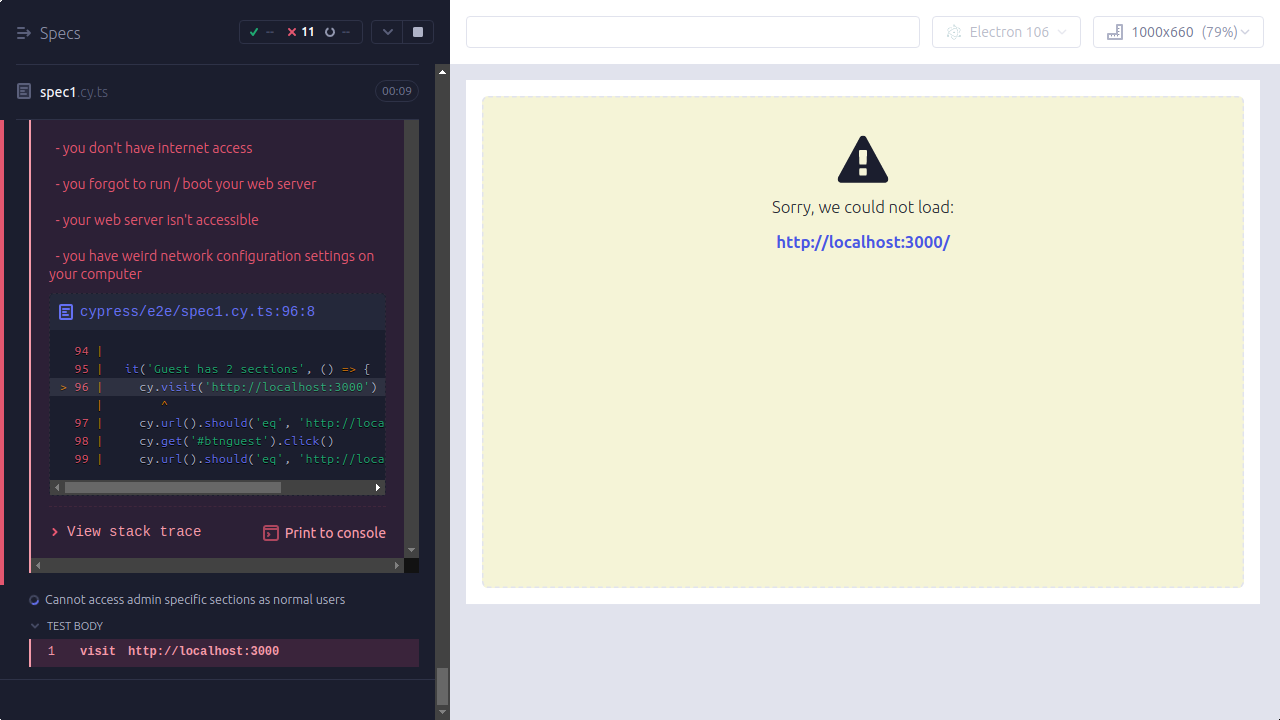 Specs
-- 11 --
spec1.cy.ts 00:09
- you don't have internet access
- you forgot to run / boot your web server
- your web server isn't accessible
- you have weird network configuration settings on
your computer
cypress/e2e/spec1.cy.ts:96:8
94 |
95 | it('Guest has 2 sections', () => {
> 96 | cy.visit('http://localhost:3000')
| ^
97 | cy.url().should('eq', 'http://loca
98 | cy.get('#btnguest').click()
99 | cy.url().should('eq', 'http://loca
View stack trace Print to console
Cannot access admin specific sections as normal users
TEST BODY
1 visit http://localhost:3000
Electron 106 1000x660 (79%)
Sorry, we could not load:
http://localhost:3000/